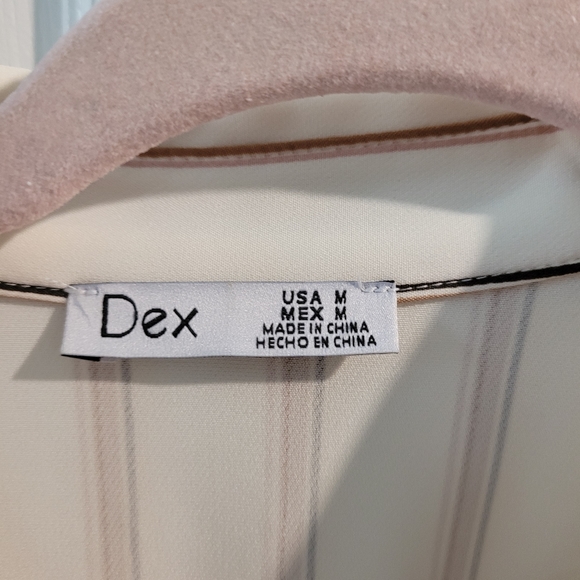 Dex
USA M
MEX M
MADE IN CHINA
HECHO EN CHINA